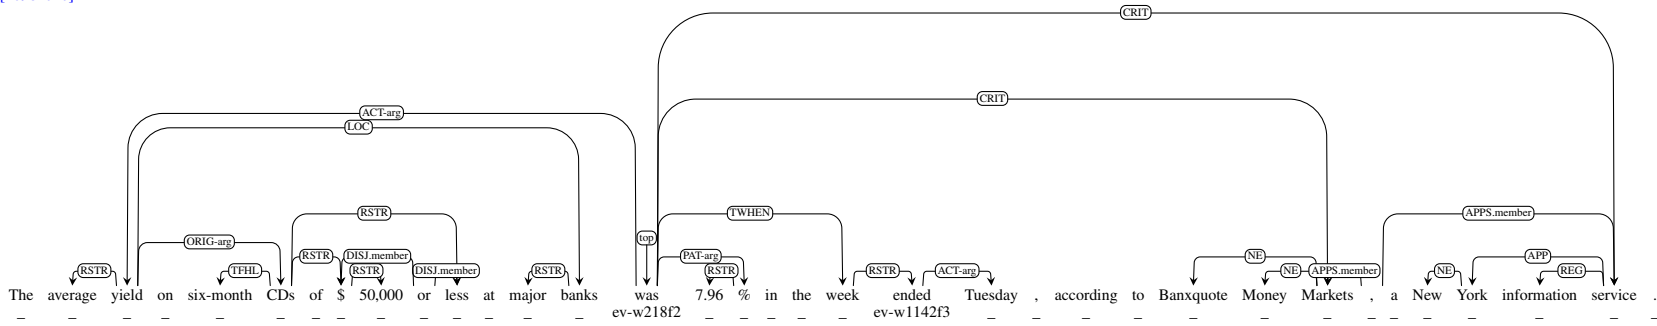 CRIT
CRIT
ACT-arg
LOC
RSTR TWHEN APPS.member
top
ORIG-arg
RSTR DISJ.member PAT-arg NE APP
RSTR TFHL RSTR DISJ.member RSTR RSTR RSTR ACT-arg NE APPS.member NE REG
The average yield on six-month CDs of $ 50,000 or less at major banks was 7.96 % in the week ended Tuesday , according to Banxquote Money Markets , a New York information service .
_ _ _ _ _ _ _ _ _ _ _ _ _ _ ev-w218f2 _ _ _ _ _ ev-w1142f3 _ _ _ _ _ _ _ _ _ _ _ _ _ _